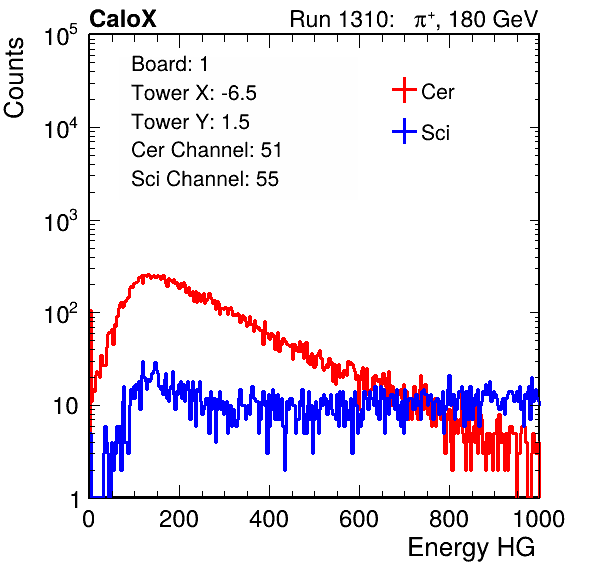 CaloX Run 1310: π⁺, 180 GeV
Counts
Board: 1
Tower X: -6.5
Tower Y: 1.5
Cer Channel: 51
Sci Channel: 55
Cer
Sci
10⁵
10⁴
10³
10²
10
1
0 200 400 600 800 1000
Energy HG